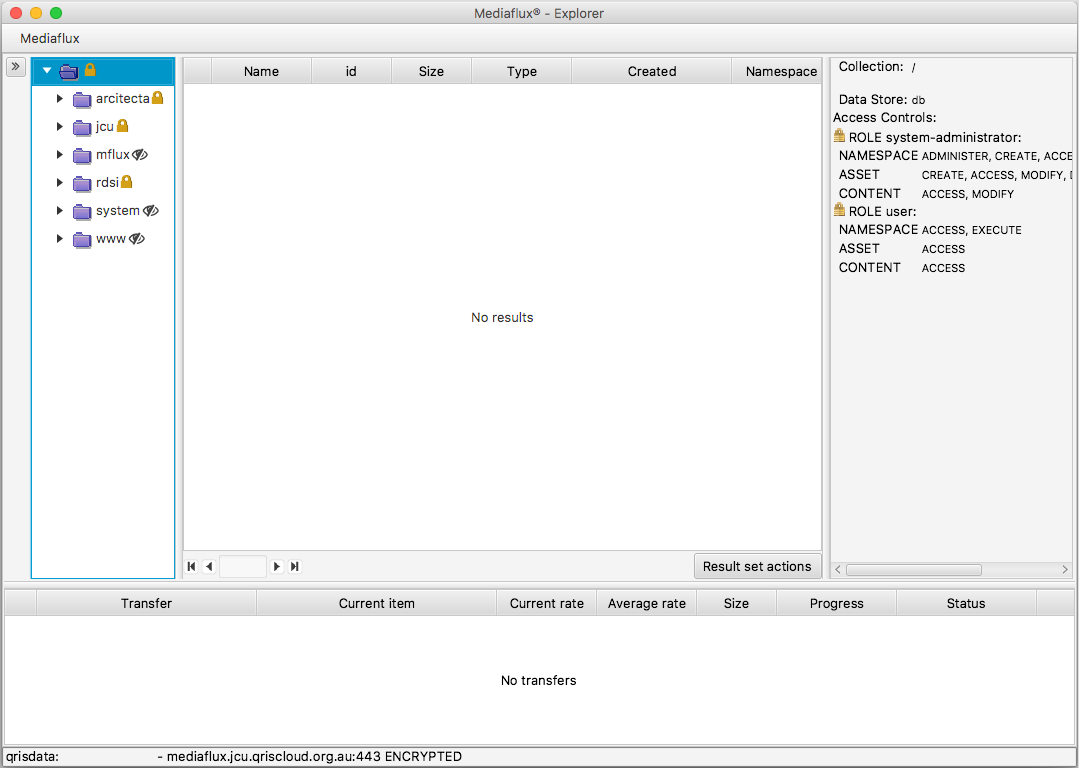 Mediaflux® - Explorer
Mediaflux
arcitecta
jcu
mflux
rdsi
system
www
Name id Size Type Created Namespace
No results
Result set actions
Collection: /
Data Store: db
Access Controls:
ROLE system-administrator:
NAMESPACE ADMINISTER, CREATE, ACCE
ASSET CREATE, ACCESS, MODIFY, D
CONTENT ACCESS, MODIFY
ROLE user:
NAMESPACE ACCESS, EXECUTE
ASSET ACCESS
CONTENT ACCESS
Transfer Current item Current rate Average rate Size Progress Status
No transfers
qrisdata: - mediaflux.jcu.qriscloud.org.au:443 ENCRYPTED